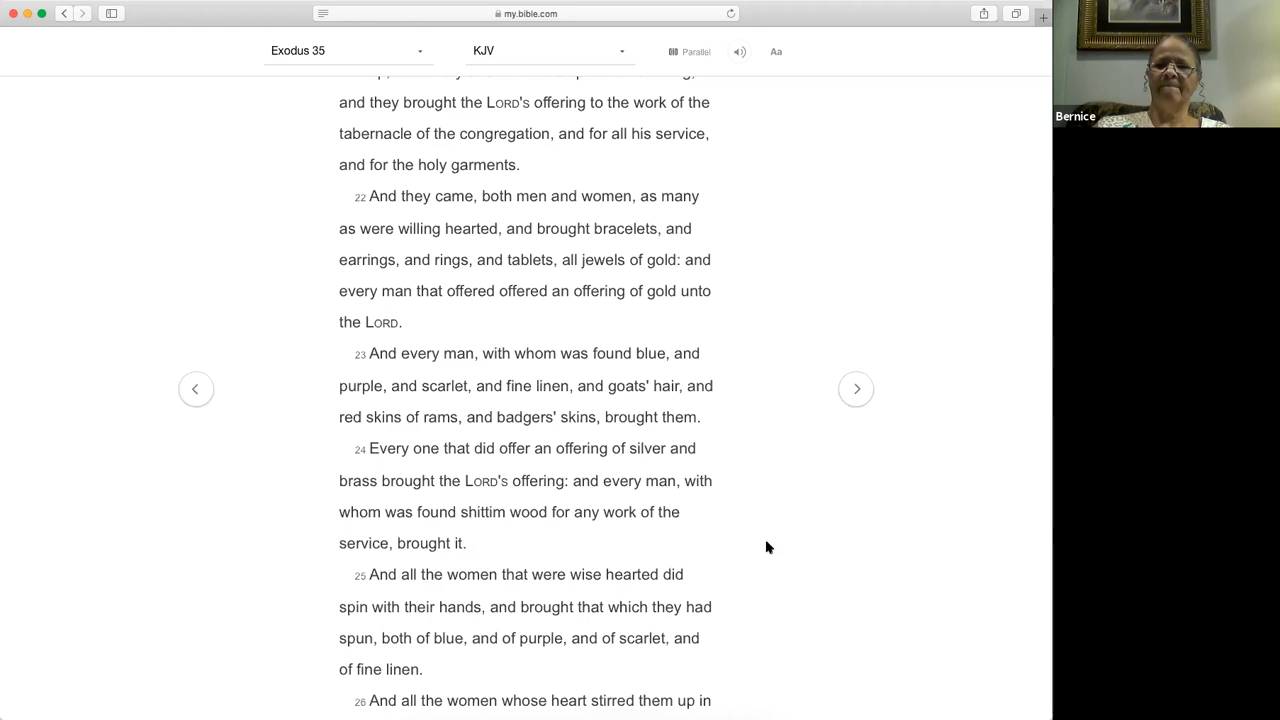 my.bible.com
Exodus 35
KJV
Parallel
Aa
Bernice
and they brought the LORD'S offering to the work of the
tabernacle of the congregation, and for all his service,
and for the holy garments.
22 And they came, both men and women, as many
as were willing hearted, and brought bracelets, and
earrings, and rings, and tablets, all jewels of gold: and
every man that offered offered an offering of gold unto
the LORD.
23 And every man, with whom was found blue, and
purple, and scarlet, and fine linen, and goats' hair, and
red skins of rams, and badgers' skins, brought them.
24 Every one that did offer an offering of silver and
brass brought the LORD'S offering: and every man, with
whom was found shittim wood for any work of the
service, brought it.
25 And all the women that were wise hearted did
spin with their hands, and brought that which they had
spun, both of blue, and of purple, and of scarlet, and
of fine linen.
26 And all the women whose heart stirred them up in